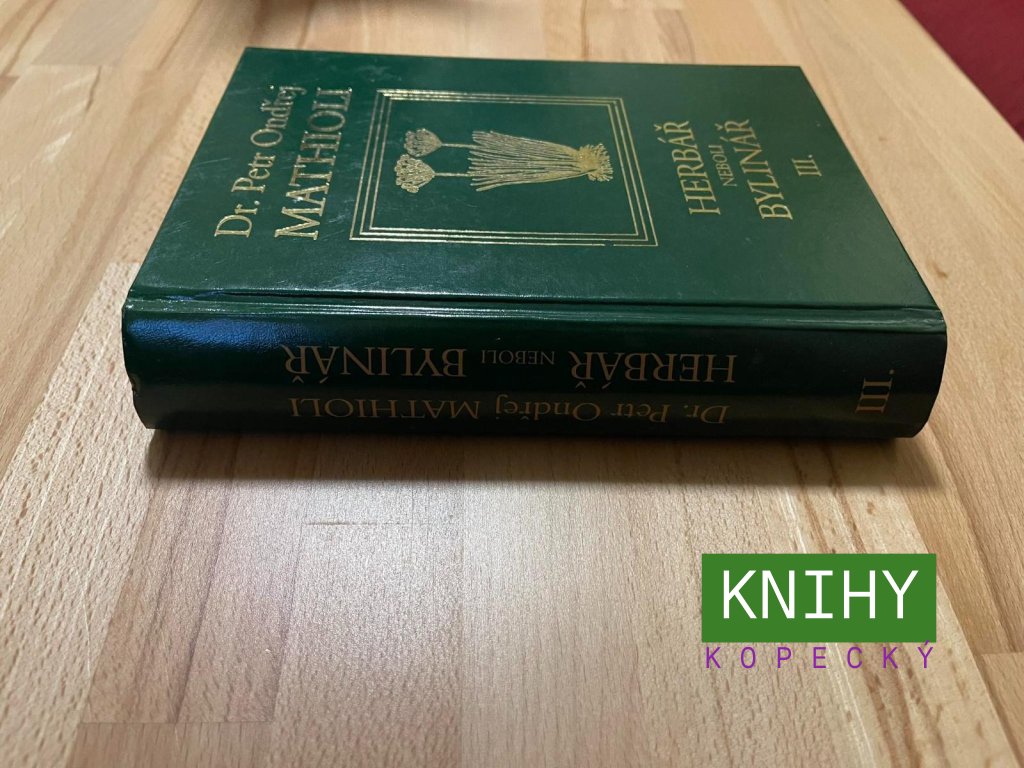 Dr. Petr Ondřej
MATHIOLI
HERBÁŘ
NEBOLI
BYLINÁŘ
III.
Dr. Petr Ondřej MATHIOLI
HERBÁŘ NEBOLI BYLINÁŘ
III.
KNIHY
KOPECKÝ